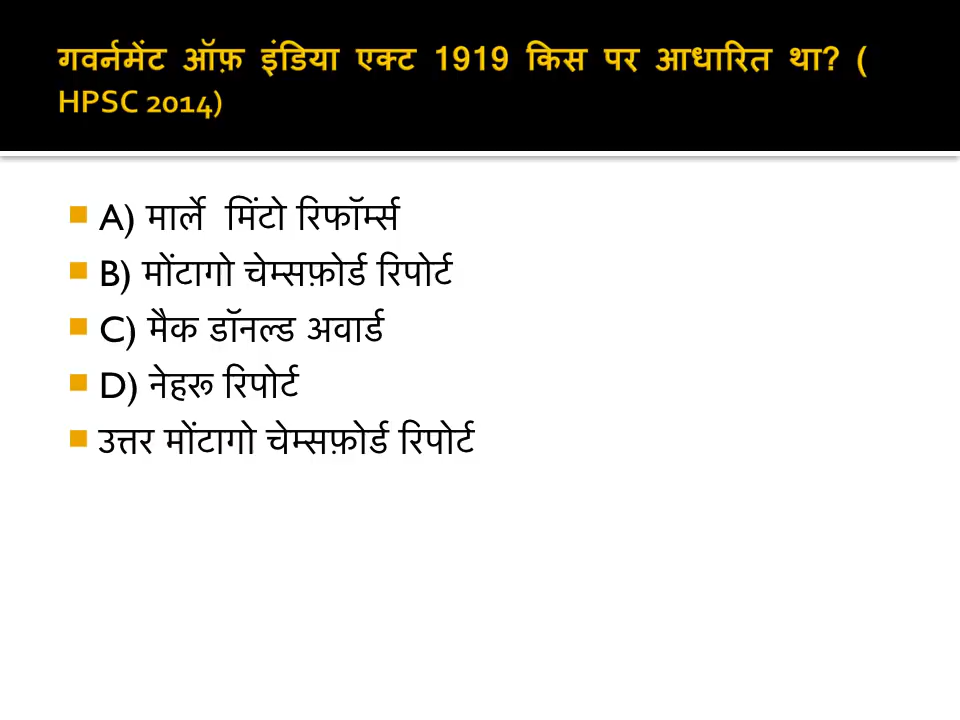 गवर्नमेंट ऑफ़ इंडिया एक्ट 1919 किस पर आधारित था? (
HPSC 2014)
A) मार्ले मिंटो रिफॉर्म्स
B) मोंटागो चेम्सफ़ोर्ड रिपोर्ट
C) मैक डॉनल्ड अवार्ड
D) नेहरू रिपोर्ट
उत्तर मोंटागो चेम्सफ़ोर्ड रिपोर्ट